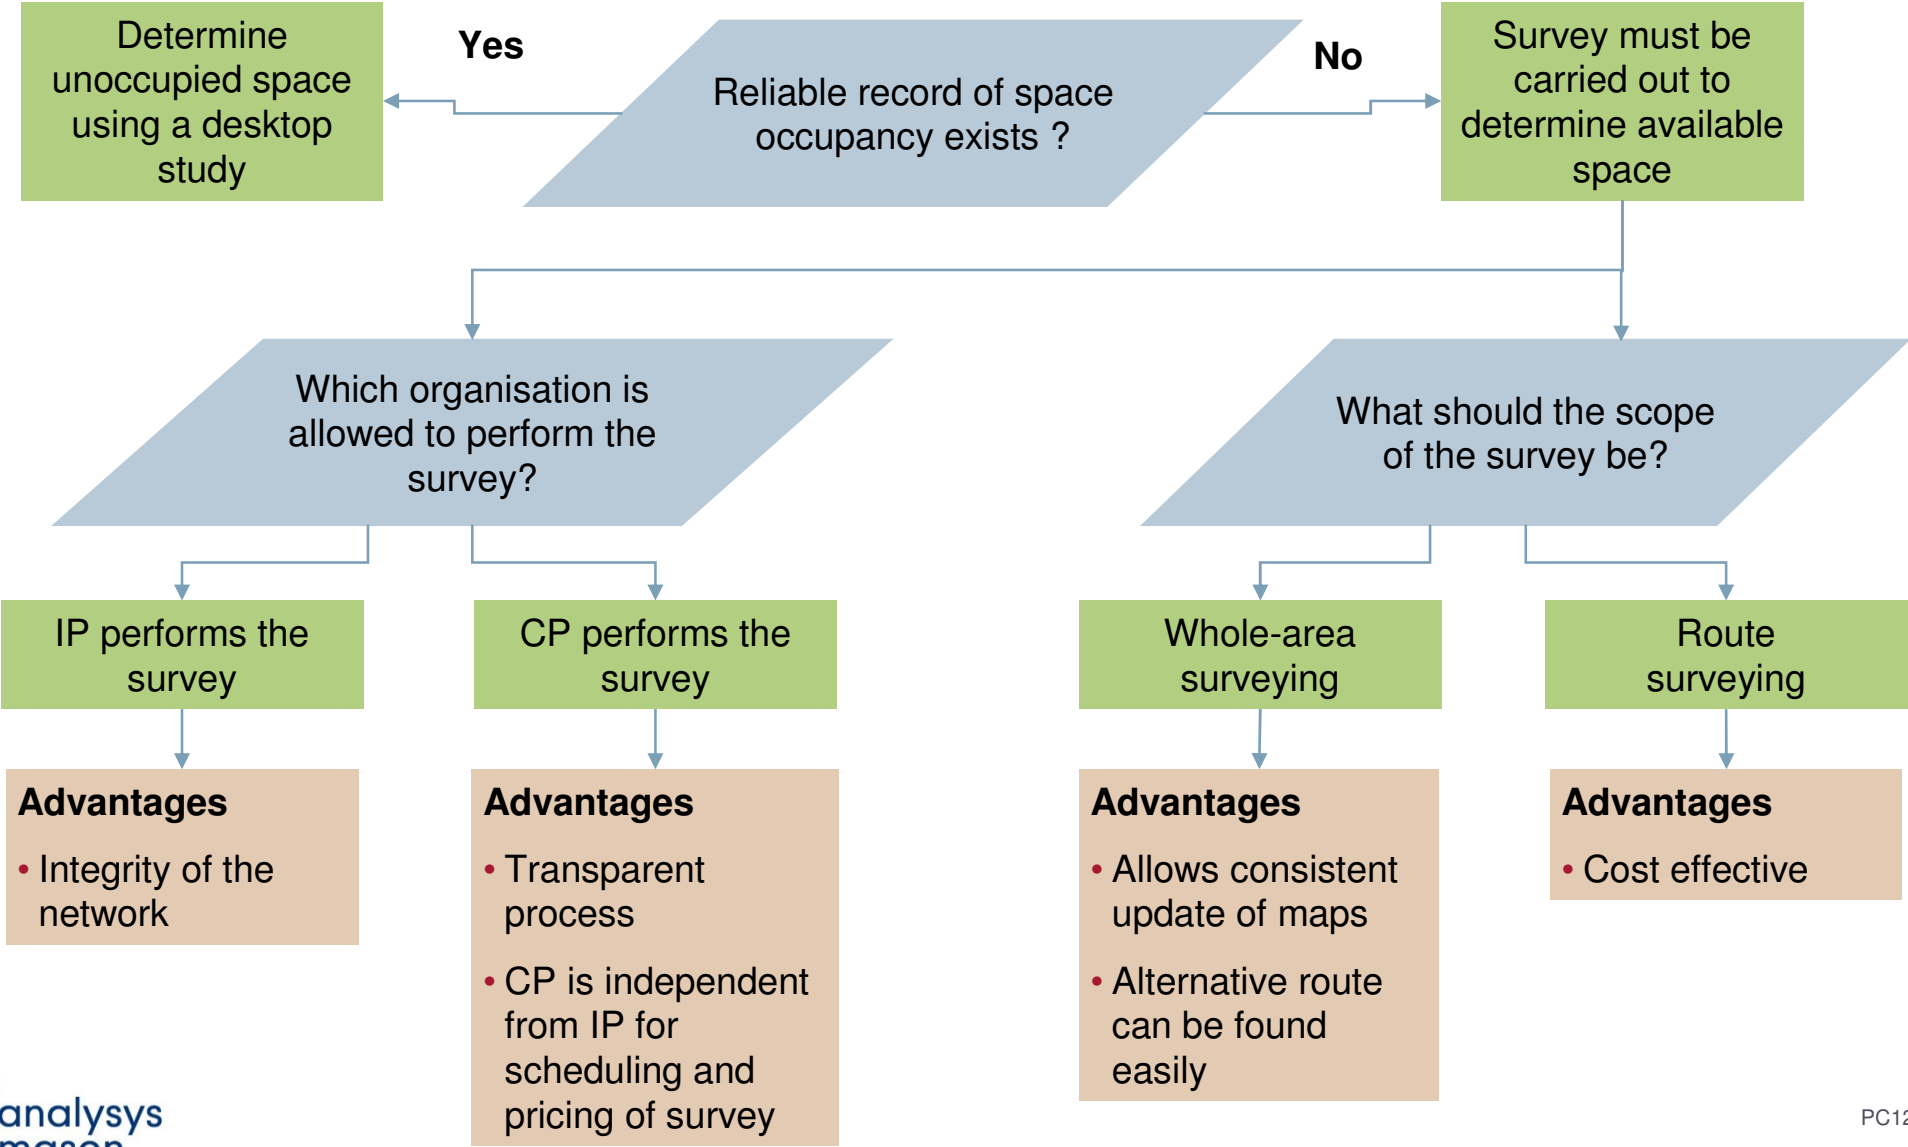 Determine
unoccupied space
using a desktop
study
Yes
Reliable record of space
occupancy exists ?
No
Survey must be
carried out to
determine available
space
Which organisation is
allowed to perform the
survey?
What should the scope
of the survey be?
IP performs the
survey
CP performs the
survey
Whole-area
surveying
Route
surveying
Advantages
• Integrity of the
network
Advantages
• Transparent
process
• CP is independent
from IP for
scheduling and
pricing of survey
Advantages
• Allows consistent
update of maps
• Alternative route
can be found
easily
Advantages
• Cost effective
analysys
mason
PC12